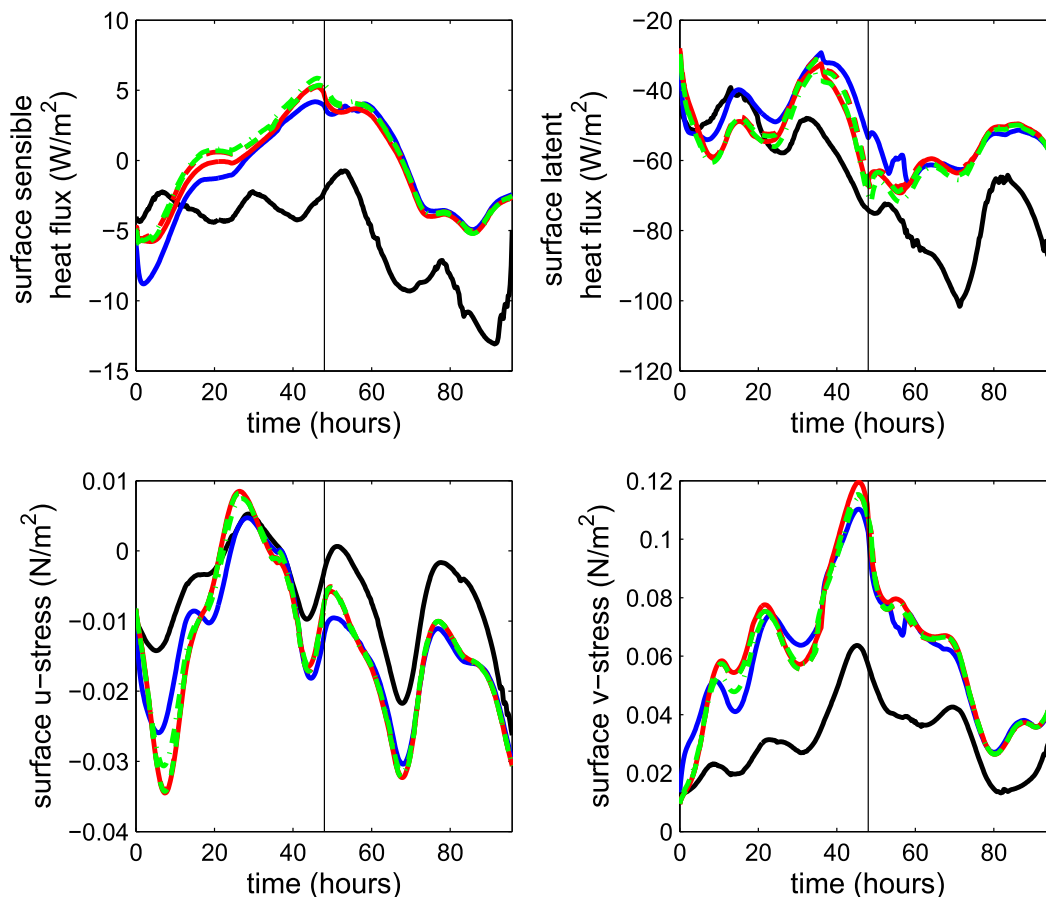 surface sensible
heat flux (W/m²)
10
5
0
−5
−10
−15
0 20 40 60 80
time (hours)
surface latent
heat flux (W/m²)
−20
−40
−60
−80
−100
−120
0 20 40 60 80
time (hours)
surface u−stress (N/m²)
0.01
0
−0.01
−0.02
−0.03
−0.04
0 20 40 60 80
time (hours)
surface v−stress (N/m²)
0.12
0.1
0.08
0.06
0.04
0.02
0
0 20 40 60 80
time (hours)